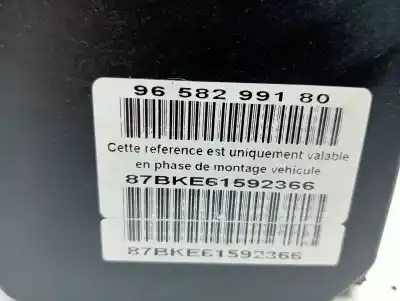 96 582 991 80
Cette reference est uniquement valable
en phase de montage vehicule
87BKE61592366
87BKE61592366